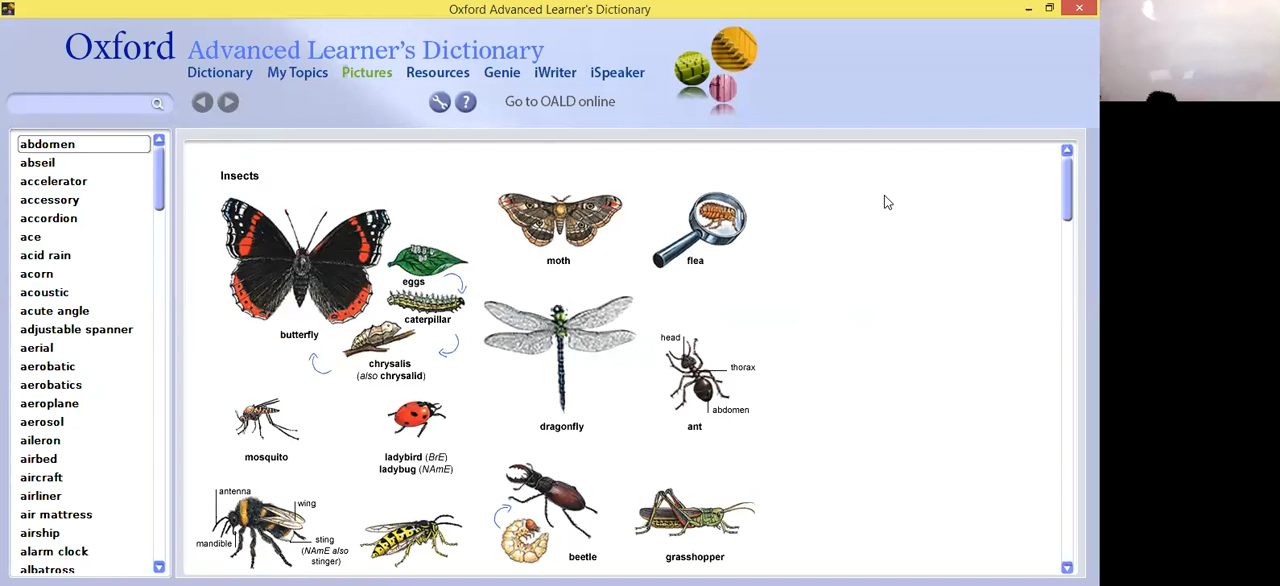 Oxford Advanced Learner's Dictionary
Oxford Advanced Learner's Dictionary
Dictionary My Topics Pictures Resources Genie iWriter iSpeaker
Go to OALD online
abdomen
abseil
accelerator
accessory
accordion
ace
acid rain
acorn
acoustic
acute angle
adjustable spanner
aerial
aerobatic
aerobatics
aeroplane
aerosol
aileron
airbed
aircraft
airliner
air mattress
airship
alarm clock
albatross
Insects
moth
flea
eggs
caterpillar
butterfly
chrysalis
(also chrysalid)
head
thorax
abdomen
dragonfly
ant
mosquito
ladybird (BrE)
ladybug (NAmE)
antenna
wing
mandible
sting
(NAmE also
stinger)
beetle
grasshopper